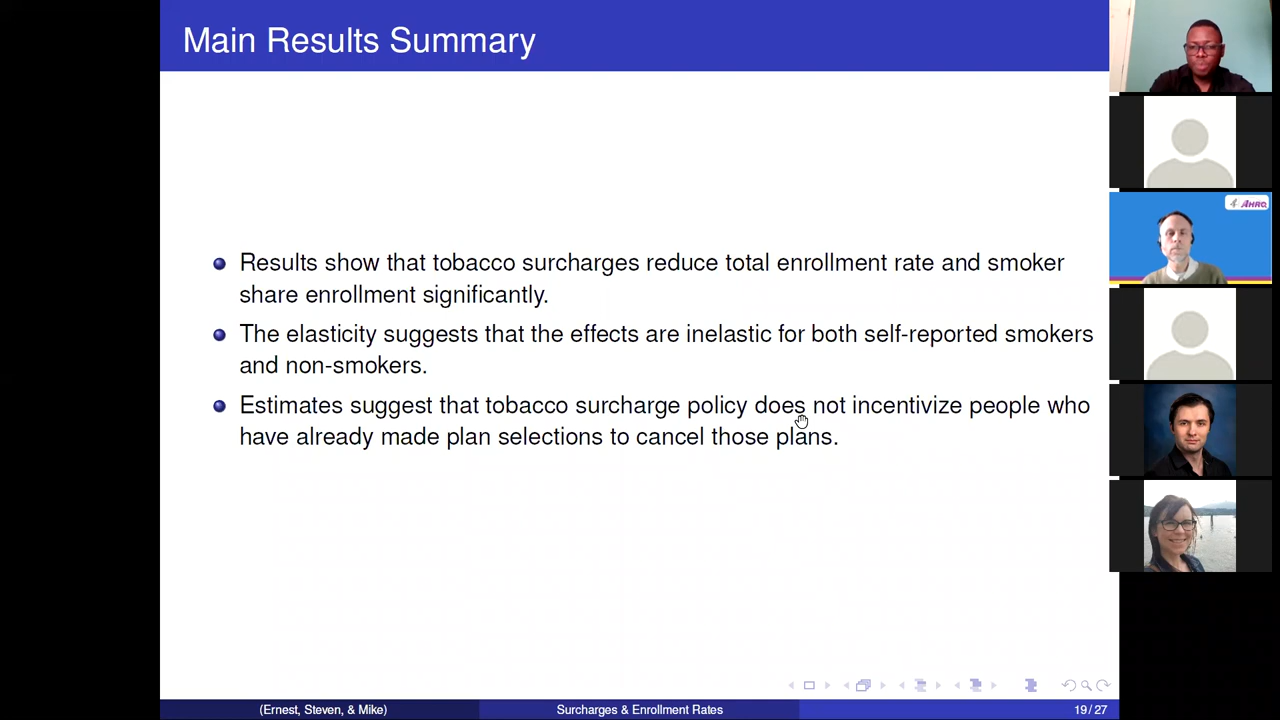 Main Results Summary
Results show that tobacco surcharges reduce total enrollment rate and smoker
share enrollment significantly.
The elasticity suggests that the effects are inelastic for both self-reported smokers
and non-smokers.
Estimates suggest that tobacco surcharge policy does not incentivize people who
have already made plan selections to cancel those plans.
(Ernest, Steven, & Mike)
Surcharges & Enrollment Rates
19 / 27
AHRQ